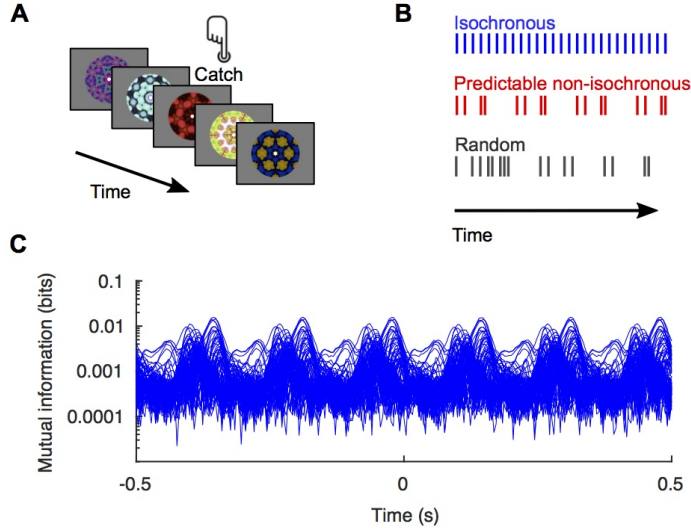 A
Catch
Time
B
Isochronous
Predictable non-isochronous
Random
Time
C
Mutual information (bits)
0.1
0.01
0.001
0.0001
-0.5
0
0.5
Time (s)